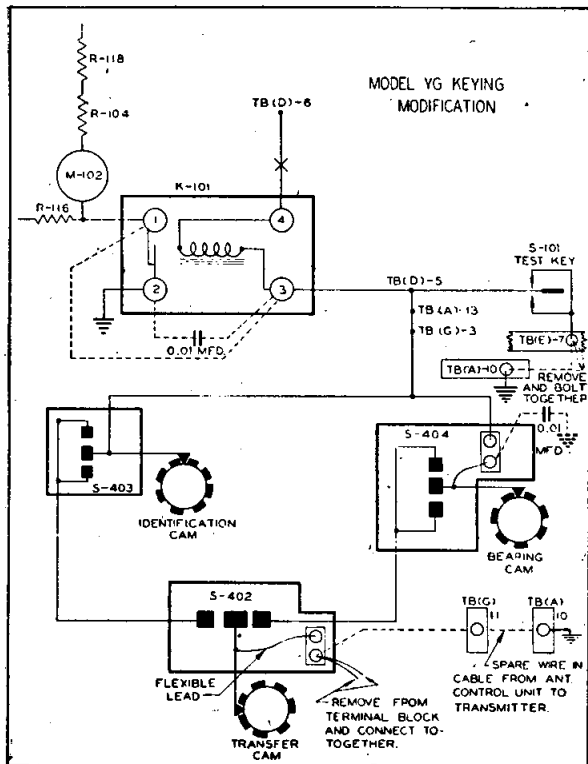 MODEL YG KEYING
MODIFICATION
R-118
R-104
M-102
R-116
TB(D)-6
K-101
1
4
2
3
0.01 MFD
TB(D)-5
TB(A)-13
TB(G)-3
S-101
TEST KEY
TB(E)-7
TB(A)-10
REMOVE
AND BOLT
TOGETHER
0.01
MFD
S-403
IDENTIFICATION
CAM
S-404
BEARING
CAM
S-402
FLEXIBLE
LEAD
TRANSFER
CAM
REMOVE FROM
TERMINAL BLOCK
AND CONNECT TO-
TOGETHER.
TB(G)
11
TB(A)
10
SPARE WIRE IN
CABLE FROM ANT.
CONTROL UNIT TO
TRANSMITTER.